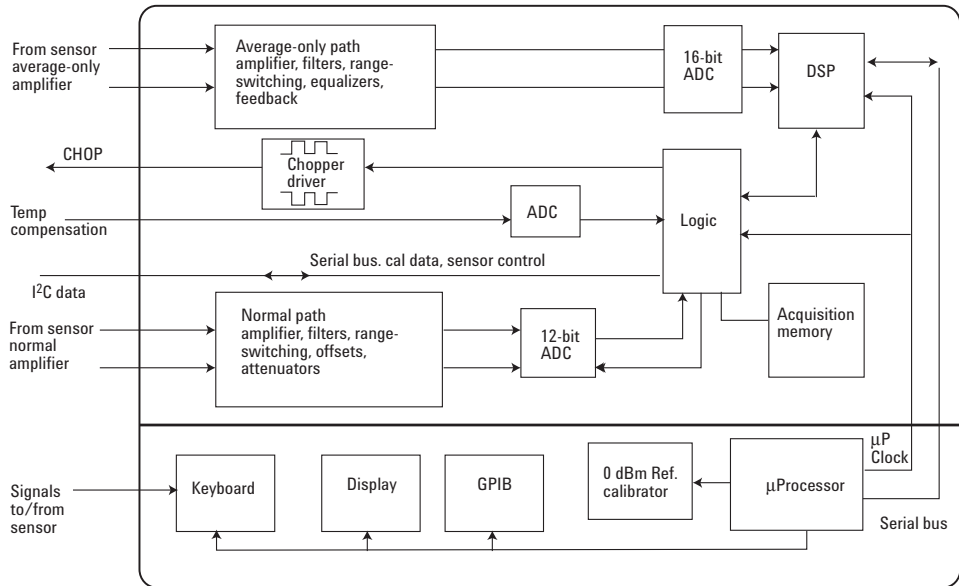 From sensor
average-only
amplifier
Average-only path
amplifier, filters, range-
switching, equalizers,
feedback
16-bit
ADC
DSP
CHOP
Chopper
driver
Temp
compensation
ADC
Logic
Serial bus. cal data, sensor control
I²C data
From sensor
normal
amplifier
Normal path
amplifier, filters, range-
switching, offsets,
attenuators
12-bit
ADC
Acquisition
memory
µP
Clock
Signals
to/from
sensor
Keyboard
Display
GPIB
0 dBm Ref.
calibrator
µProcessor
Serial bus